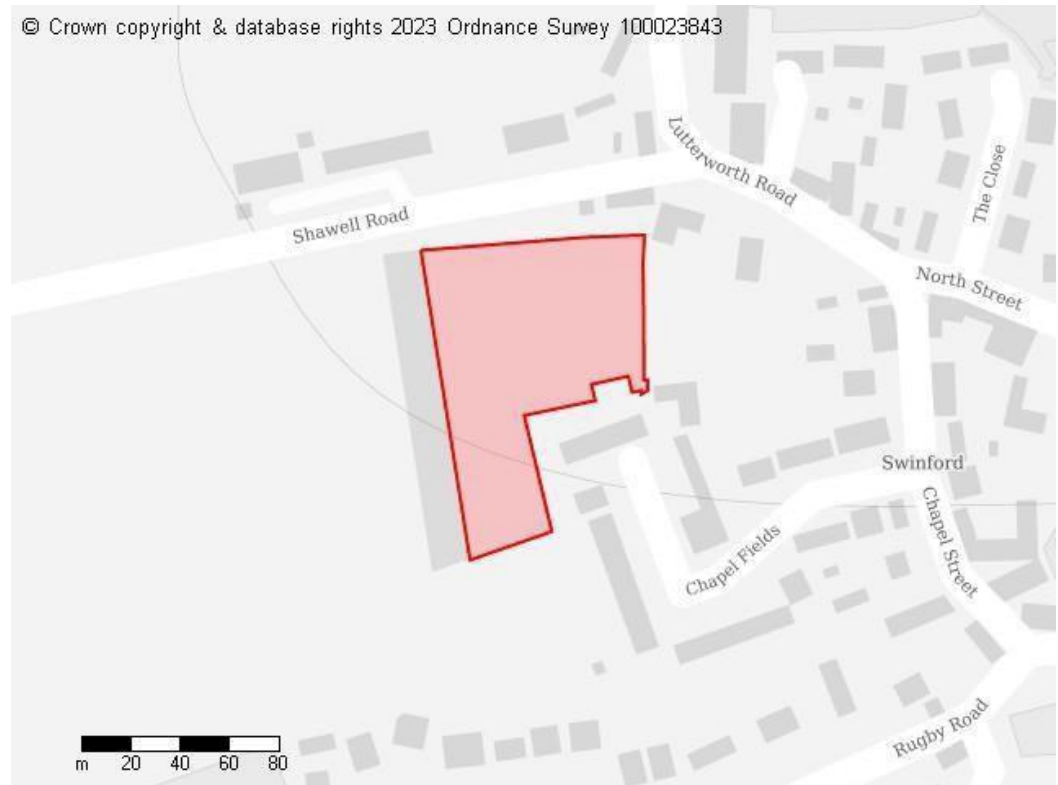 © Crown copyright & database rights 2023 Ordnance Survey 100023843
Lutterworth Road
The Close
Shawell Road
North Street
Swinford
Chapel Street
Chapel Fields
Rugby Road
m 20 40 60 80